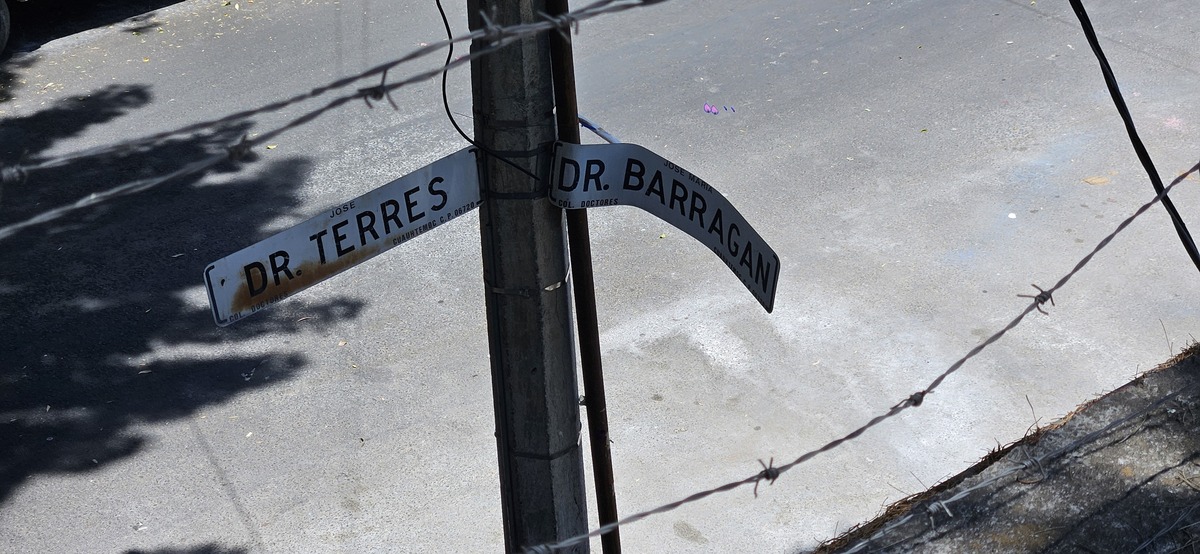 JOSE
DR. TERRES
COL. DOCTORES CUAUHTEMOC C.P. 06720
JOSE MARIA
DR. BARRAGAN
COL. DOCTORES